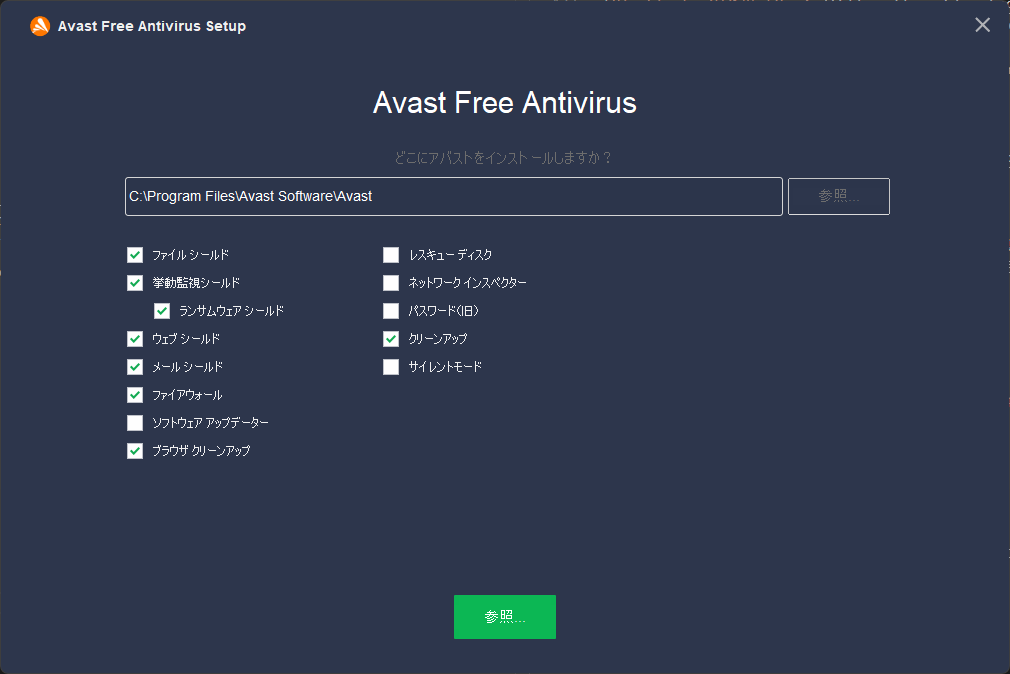 Avast Free Antivirus Setup
Avast Free Antivirus
どこにアバストをインストールしますか？
C:\Program Files\Avast Software\Avast
参照...
ファイル シールド
挙動監視シールド
ランサムウェア シールド
ウェブ シールド
メール シールド
ファイアウォール
ソフトウェア アップデーター
ブラウザ クリーンアップ
レスキュー ディスク
ネットワーク インスペクター
パスワード(旧)
クリーンアップ
サイレントモード
参照...